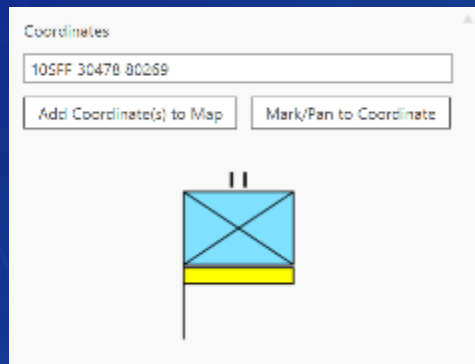 Coordinates
10SFF 30478 80269
Add Coordinate(s) to Map Mark/Pan to Coordinate